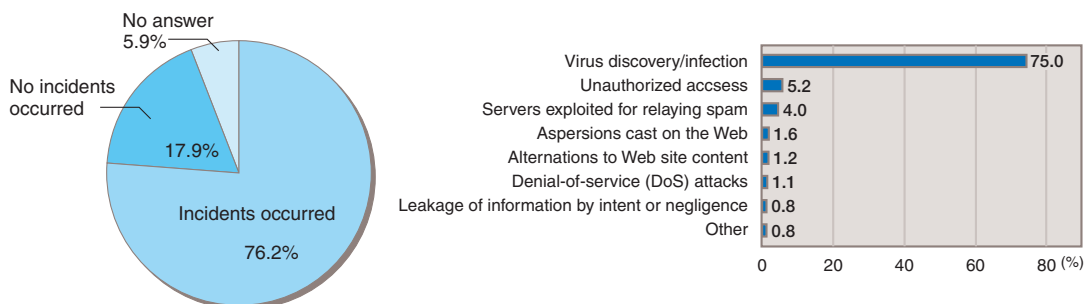 No answer
5.9%
No incidents
occurred
17.9%
Incidents occurred
76.2%
Virus discovery/infection 75.0
Unauthorized accsess 5.2
Servers exploited for relaying spam 4.0
Aspersions cast on the Web 1.6
Alternations to Web site content 1.2
Denial-of-service (DoS) attacks 1.1
Leakage of information by intent or negligence 0.8
Other 0.8
0 20 40 60 80 (%)